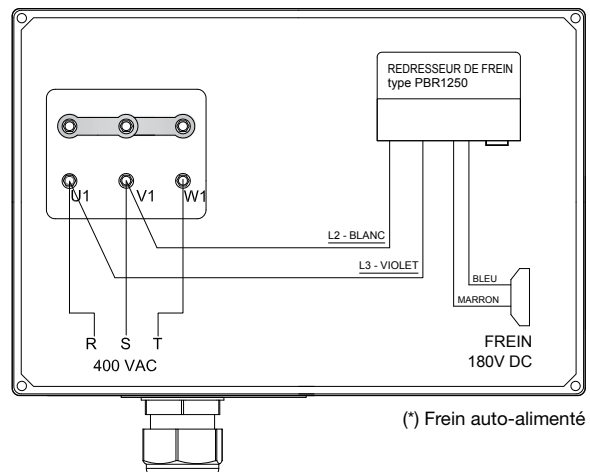 REDRESSEUR DE FREIN
type PBR1250
U1 V1 W1
L2 - BLANC
L3 - VIOLET
BLEU
MARRON
R S T
400 VAC
FREIN
180V DC
(*) Frein auto-alimenté